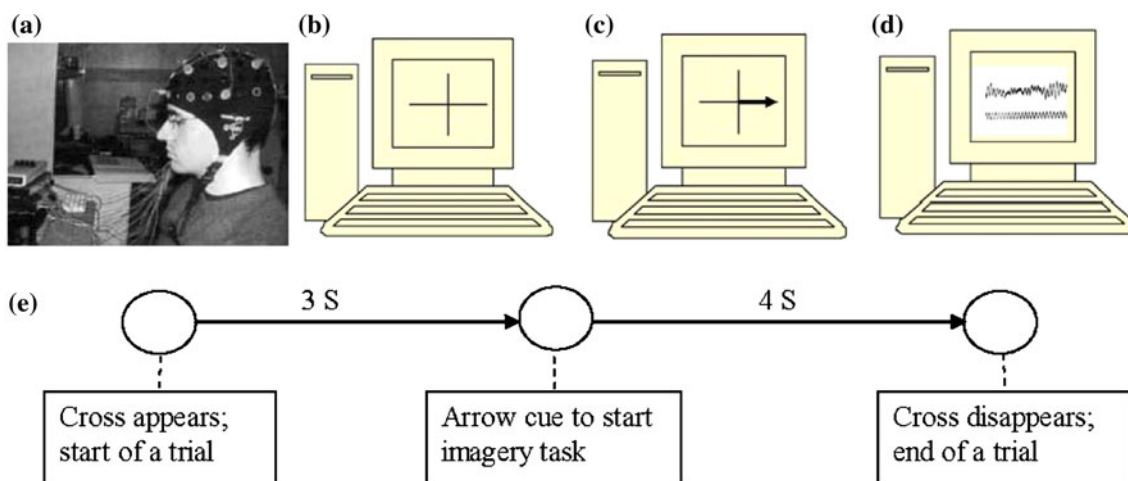 (a)
(b)
(c)
(d)
(e)
3 S
4 S
Cross appears;
start of a trial
Arrow cue to start
imagery task
Cross disappears;
end of a trial